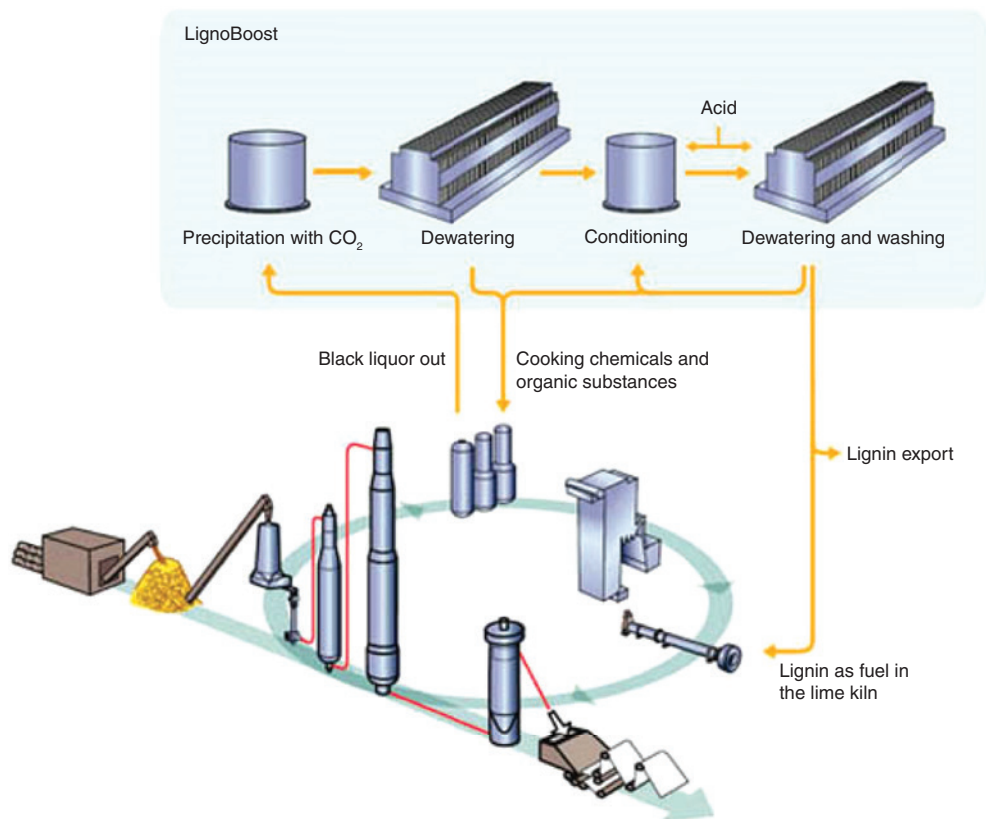 LignoBoost
Acid
Precipitation with CO₂
Dewatering
Conditioning
Dewatering and washing
Black liquor out
Cooking chemicals and
organic substances
Lignin export
Lignin as fuel in
the lime kiln